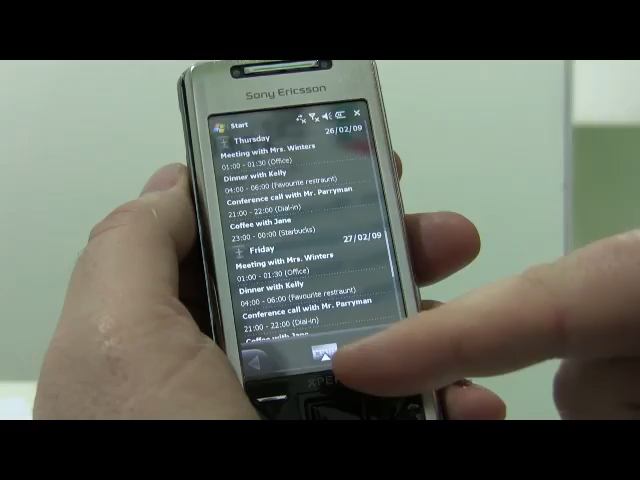 Sony Ericsson
Start
Thursday 26/02/09
Meeting with Mrs. Winters
01:00 - 01:30 (Office)
Dinner with Kelly
04:00 - 06:00 (Favourite restraunt)
Conference call with Mr. Parryman
21:00 - 22:00 (Dial-in)
Coffee with Jane
23:00 - 00:00 (Starbucks)
Friday 27/02/09
Meeting with Mrs. Winters
01:00 - 01:30 (Office)
Dinner with Kelly
04:00 - 06:00 (Favourite restraunt)
Conference call with Mr. Parryman
21:00 - 22:00 (Dial-in)
Coffee with Jane
XPE